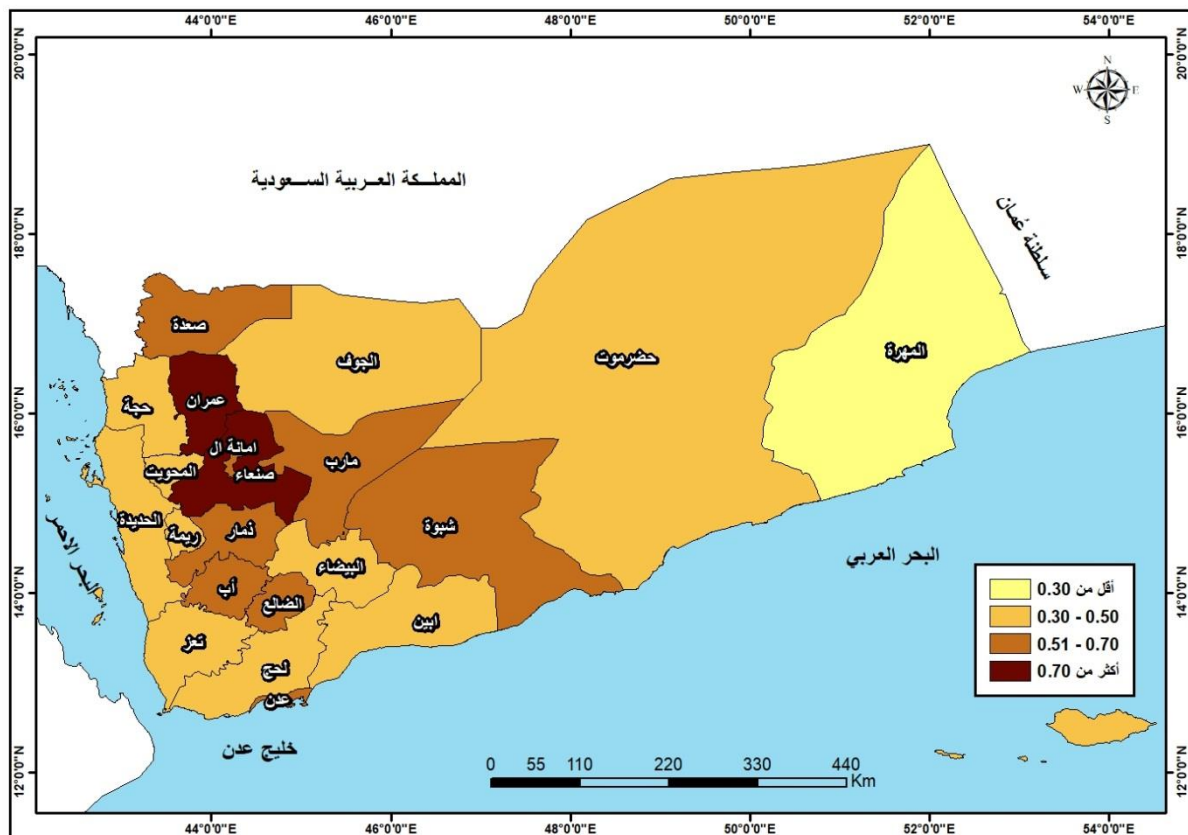 44°0'0"E 46°0'0"E 48°0'0"E 50°0'0"E 52°0'0"E 54°0'0"E
20°0'0"N
20°0'0"N
N
W E
S
المملكة العربية السعودية
سلطنة عُمان
18°0'0"N
18°0'0"N
صعدة
الجوف
حضرموت
المهرة
عمران
حجة
16°0'0"N
16°0'0"N
امانة ال
مارب
صنعاء
المحويت
الحديدة
ريمة
ذمار
شبوة
البحر الاحمر
البيضاء
البحر العربي
أب
الضالع
ابين
14°0'0"N
14°0'0"N
تعز
لحج
عدن
خليج عدن
أقل من 0.30
0.30 - 0.50
0.51 - 0.70
أكثر من 0.70
0 55 110 220 330 440
Km
12°0'0"N
12°0'0"N
44°0'0"E 46°0'0"E 48°0'0"E 50°0'0"E 52°0'0"E 54°0'0"E